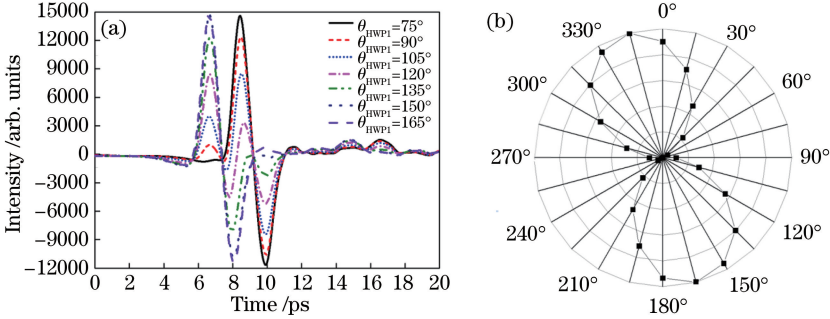 (a)
Intensity /arb. units
15000
12000
9000
6000
3000
0
−3000
−6000
−9000
−12000
0 2 4 6 8 10 12 14 16 18 20
Time /ps
θHWP1=75°
θHWP1=90°
θHWP1=105°
θHWP1=120°
θHWP1=135°
θHWP1=150°
θHWP1=165°
(b)
0°
30°
60°
90°
120°
150°
180°
210°
240°
270°
300°
330°